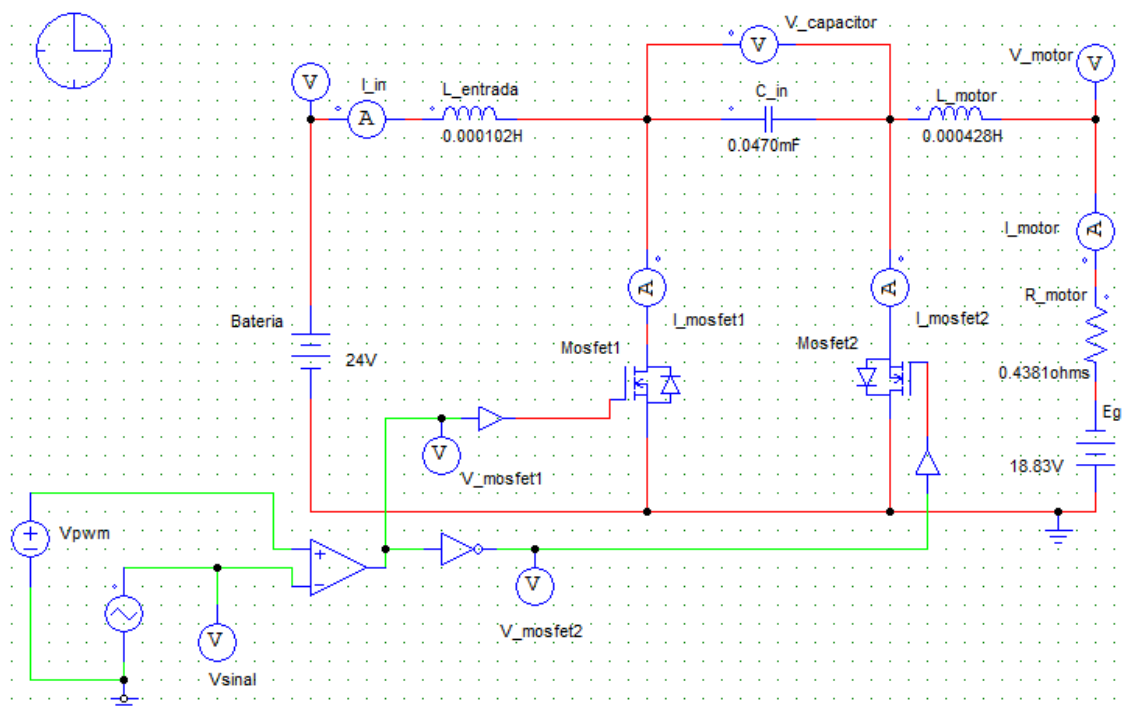 V_capacitor
V
V_motor
V
V
I_in
A
L_entrada
0.000102H
C_in
0.0470mF
L_motor
0.000428H
I_motor
A
A
I_mosfet1
A
I_mosfet2
R_motor
0.4381ohms
Bateria
24V
Mosfet1
Mosfet2
Eg
18.83V
V
V_mosfet1
Vpwm
V
V_mosfet2
V
Vsinal